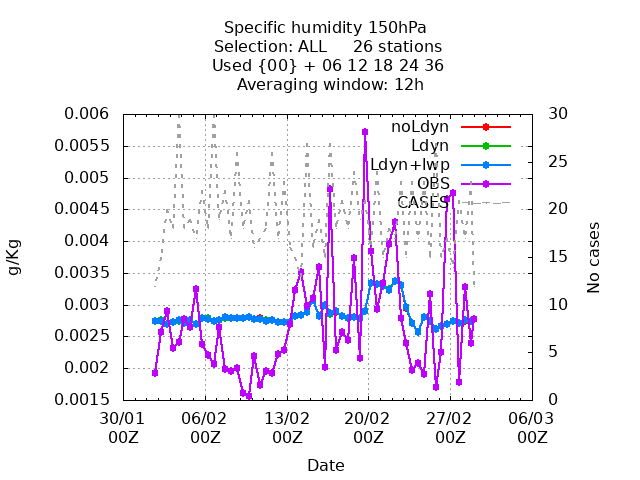 Specific humidity 150hPa
Selection: ALL     26 stations
Used {00} + 06 12 18 24 36
Averaging window: 12h
0.006
0.0055
0.005
0.0045
0.004
0.0035
0.003
0.0025
0.002
0.0015
g/Kg
noLdyn
Ldyn
Ldyn+lwp
OBS
CASES
30
25
20
15
10
5
0
No cases
30/01 06/02 13/02 20/02 27/02 06/03
00Z 00Z 00Z 00Z 00Z 00Z
Date